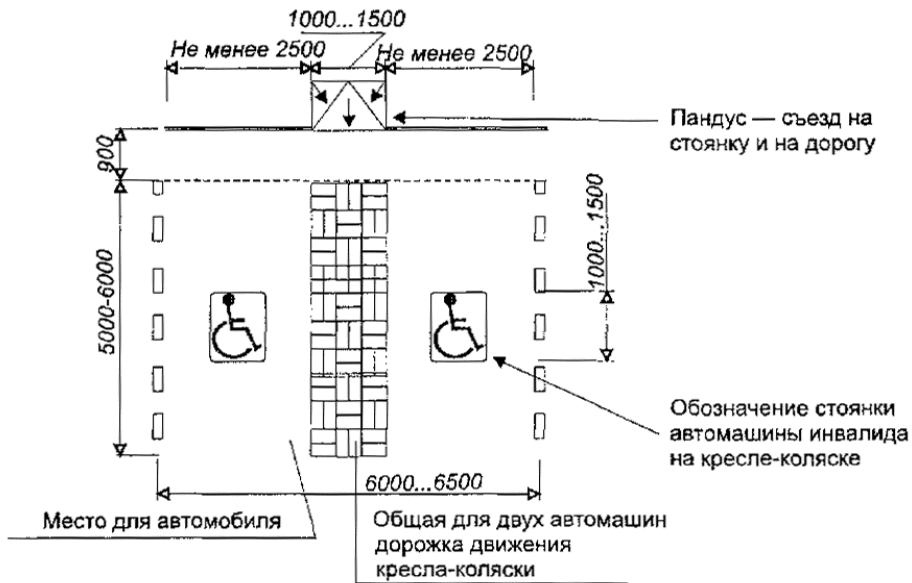 1000...1500
Не менее 2500
Не менее 2500
Пандус — съезд на
стоянку и на дорогу
900
5000-6000
1000...1500
Обозначение стоянки
автомашины инвалида
на кресле-коляске
6000...6500
Место для автомобиля
Общая для двух автомашин
дорожка движения
кресла-коляски